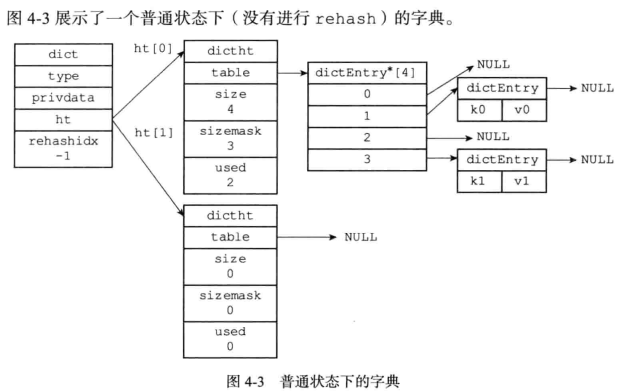 图 4-3 展示了一个普通状态下（没有进行 rehash）的字典。
dict
type
privdata
ht
rehashidx
-1
ht[0]
ht[1]
dictht
table
size
4
sizemask
3
used
2
dictEntry*[4]
0
1
2
3
NULL
dictEntry
k0 v0
NULL
NULL
dictEntry
k1 v1
NULL
dictht
table
size
0
sizemask
0
used
0
NULL
图 4-3 普通状态下的字典